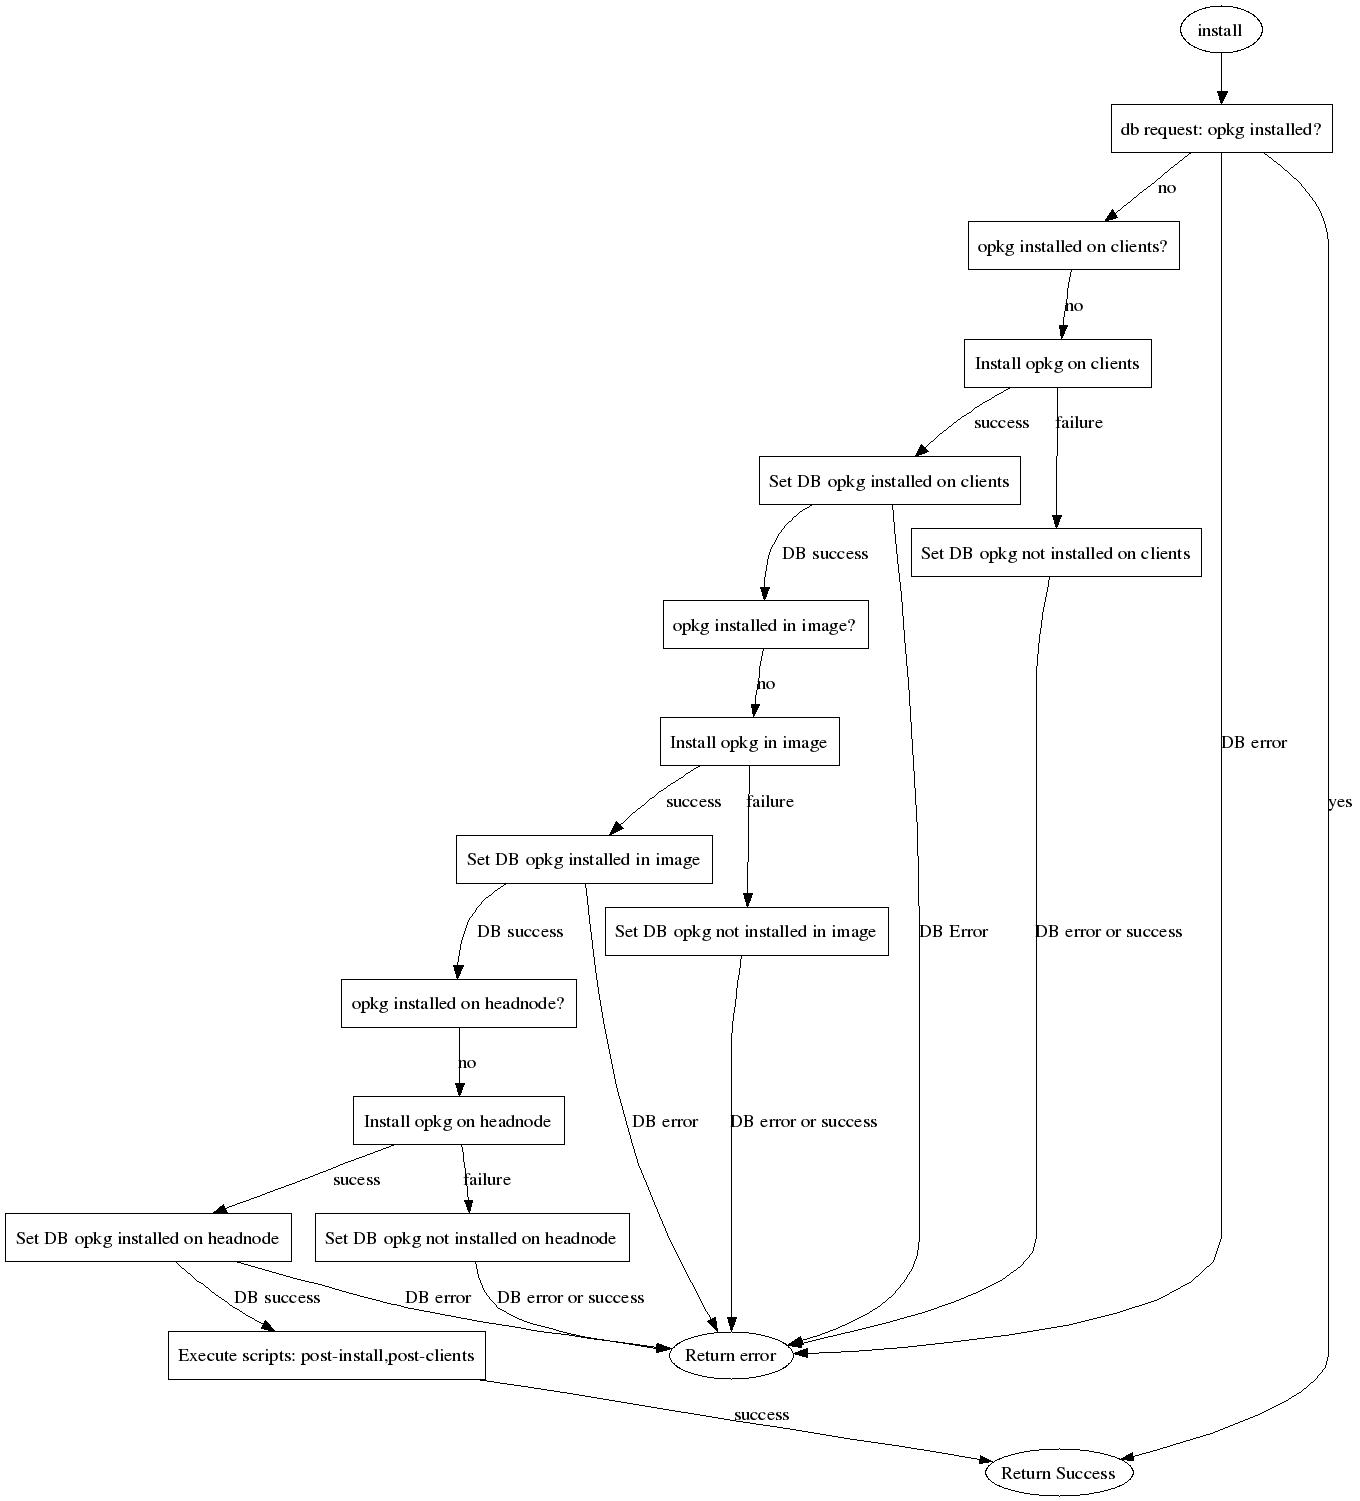 install
db request: opkg installed?
no
opkg installed on clients?
no
Install opkg on clients
success
failure
Set DB opkg installed on clients
DB success
Set DB opkg not installed on clients
opkg installed in image?
no
Install opkg in image
DB error
success
failure
yes
Set DB opkg installed in image
DB success
Set DB opkg not installed in image
DB Error
DB error or success
opkg installed on headnode?
no
Install opkg on headnode
DB error
DB error or success
sucess
failure
Set DB opkg installed on headnode
Set DB opkg not installed on headnode
DB success
DB error
DB error or success
Execute scripts: post-install,post-clients
Return error
success
Return Success